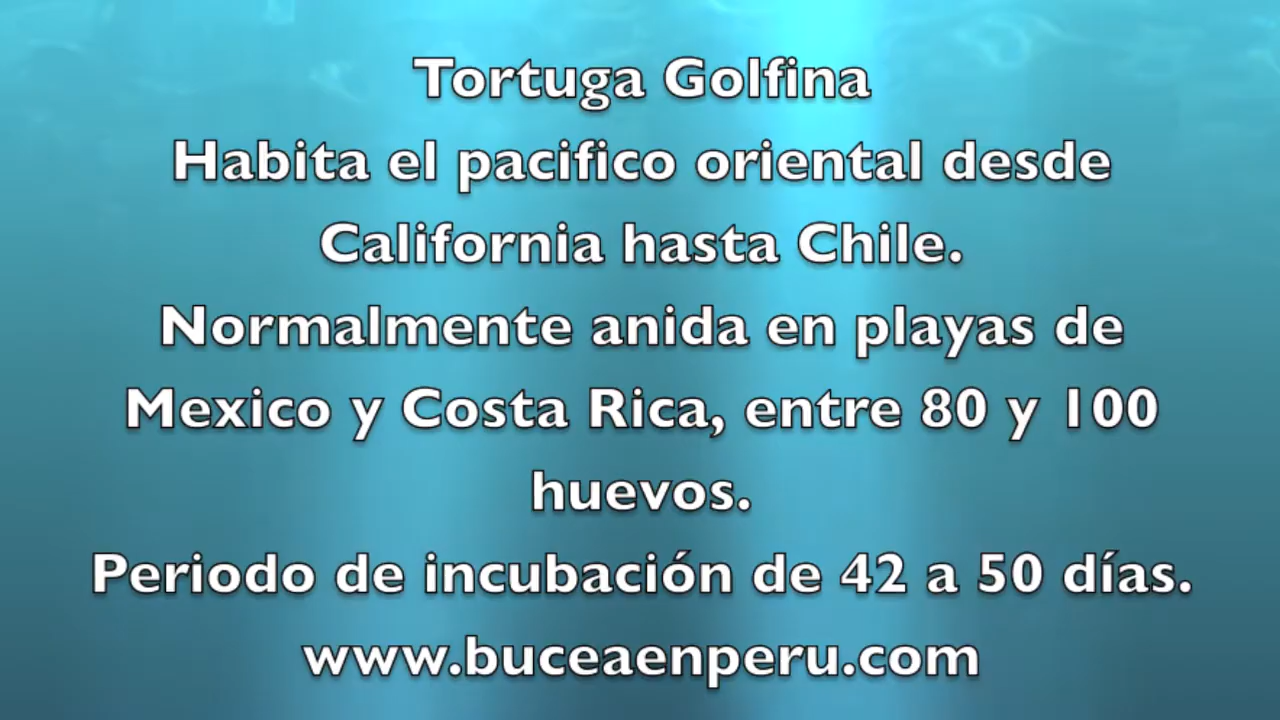 Tortuga Golfina
Habita el pacifico oriental desde
California hasta Chile.
Normalmente anida en playas de
Mexico y Costa Rica, entre 80 y 100
huevos.
Periodo de incubación de 42 a 50 días.
www.buceaenperu.com